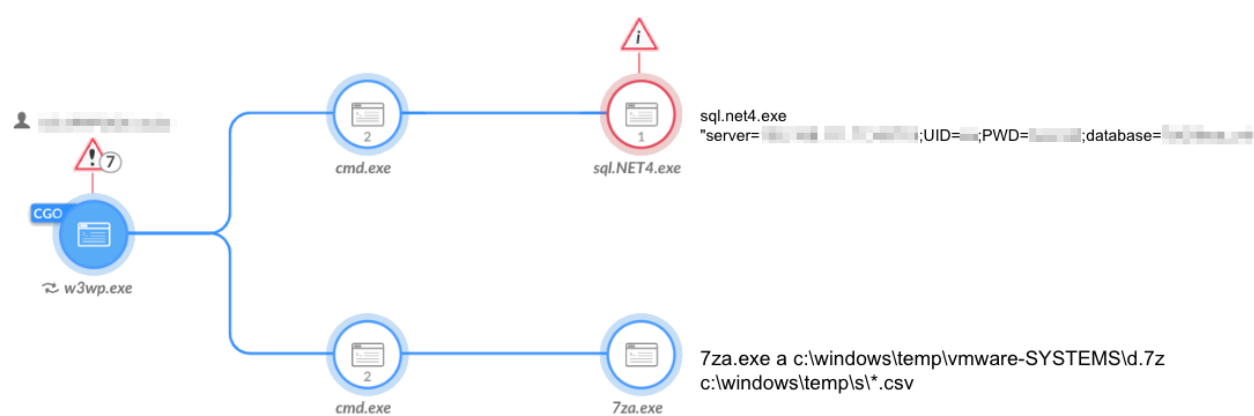 i
2
1
cmd.exe
sql.NET4.exe
sql.net4.exe
"server= ;UID= ;PWD= ;database=
7
CGO
w3wp.exe
2
cmd.exe
7za.exe
7za.exe a c:\windows\temp\vmware-SYSTEMS\d.7z
c:\windows\temp\s\*.csv